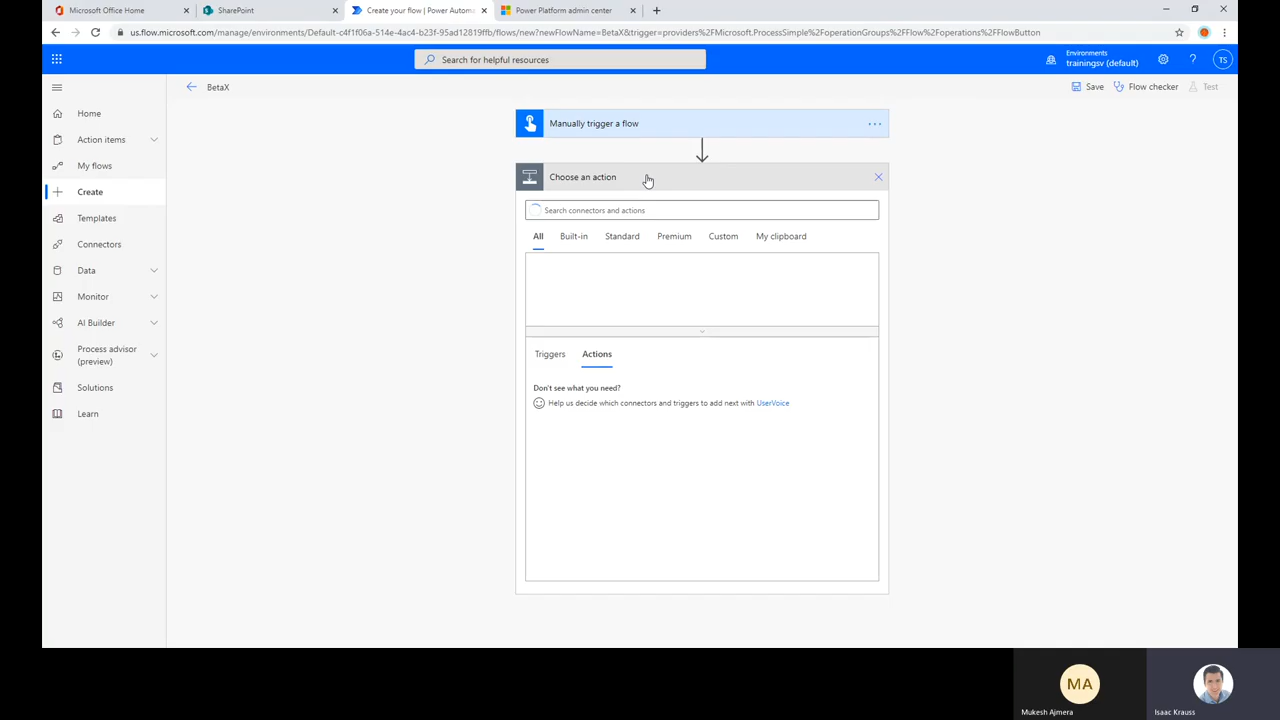 Microsoft Office Home
SharePoint
Create your flow | Power Automa
Power Platform admin center
us.flow.microsoft.com/manage/environments/Default-c4f1f06a-514e-4ac4-b23f-95ad12819ffb/flows/new?newFlowName=BetaX&trigger=providers%2FMicrosoft.ProcessSimple%2FoperationGroups%2FFlow%2Foperations%2FFlowButton
Search for helpful resources
Environments
trainingsv (default)
TS
BetaX
Save
Flow checker
Test
Home
Action items
My flows
Create
Templates
Connectors
Data
Monitor
AI Builder
Process advisor
(preview)
Solutions
Learn
Manually trigger a flow
Choose an action
Search connectors and actions
All
Built-in
Standard
Premium
Custom
My clipboard
Triggers
Actions
Don't see what you need?
Help us decide which connectors and triggers to add next with UserVoice
MA
Mukesh Ajmera
Isaac Krauss